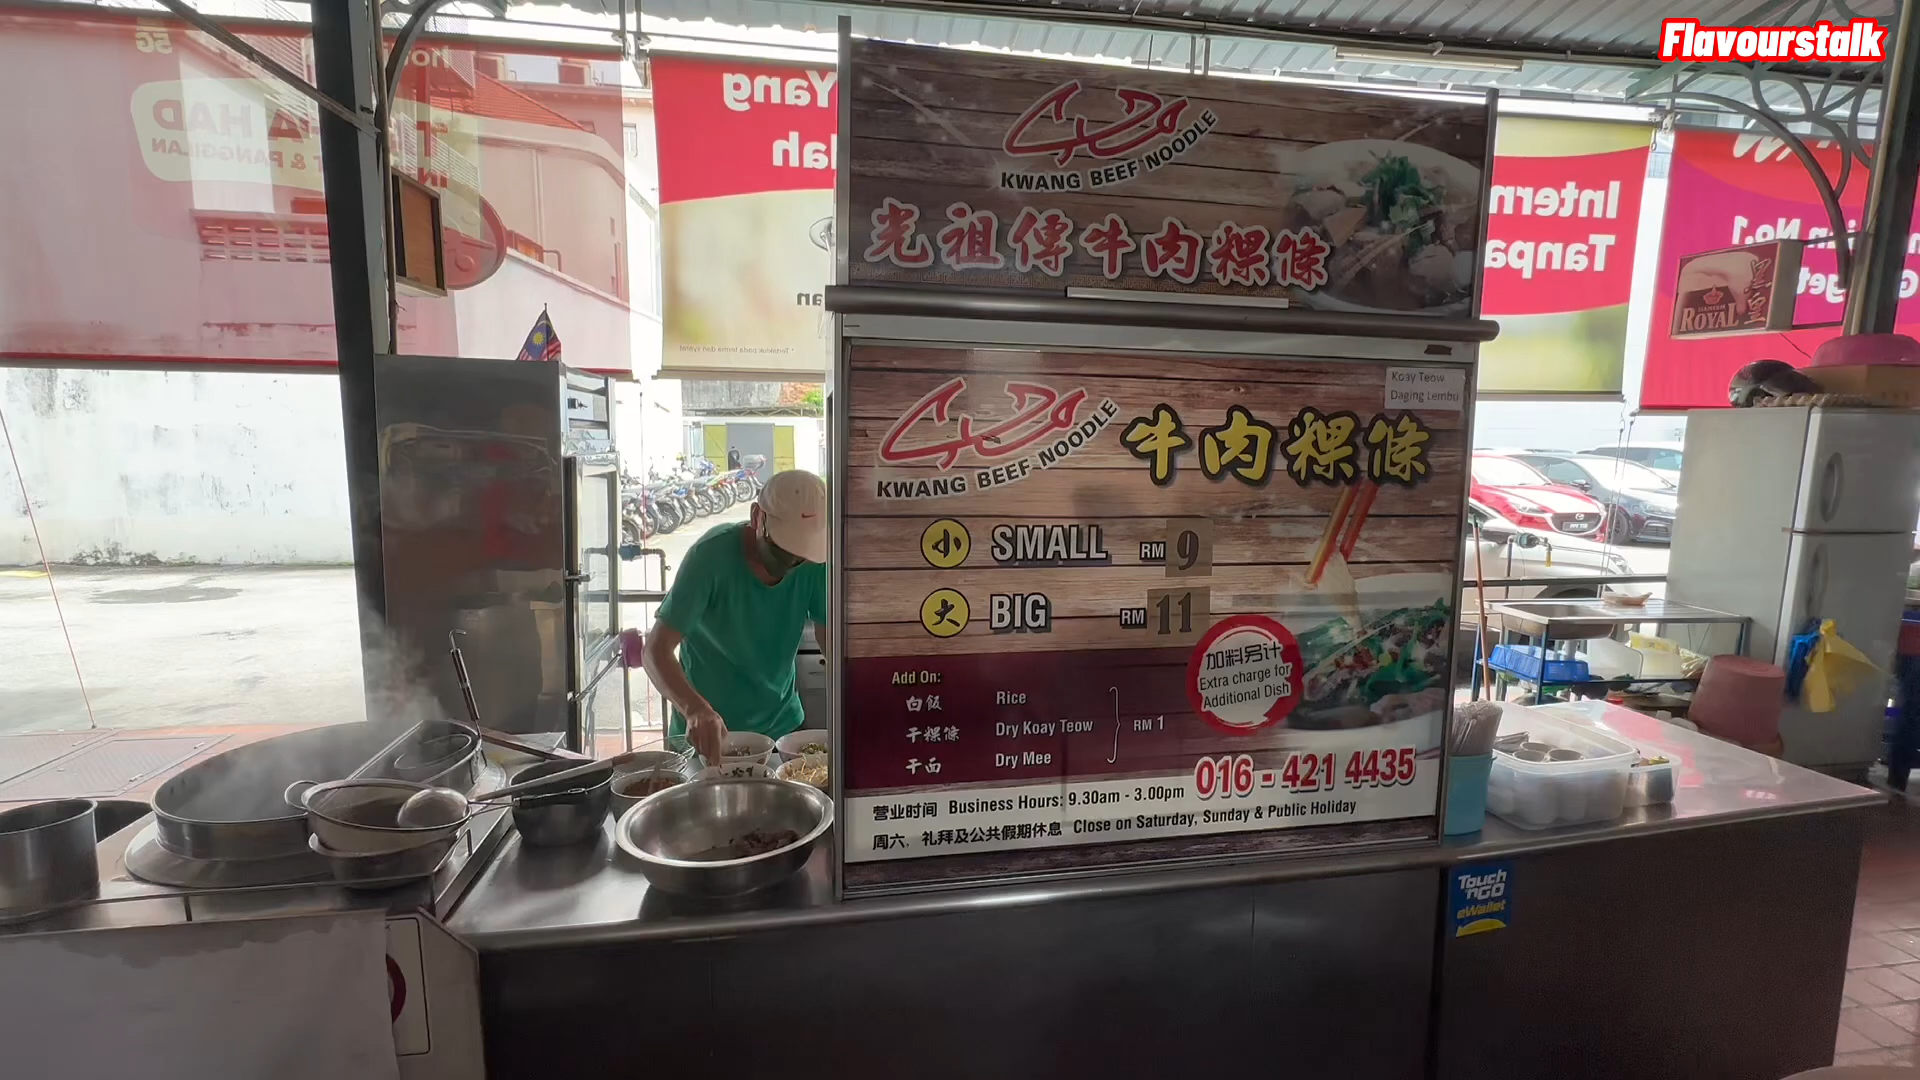 Flavourstalk
Yang
KWANG BEEF NOODLE
光祖傳牛肉粿條
Intern
Tanpa
ROYAL
Koay Teow
Daging Lembu
KWANG BEEF NOODLE
牛肉粿條
小 SMALL RM 9
大 BIG RM 11
加料另计
Extra charge for
Additional Dish
Add On:
白飯 Rice
干粿條 Dry Koay Teow RM 1
干面 Dry Mee
016 - 421 4435
营业时间 Business Hours: 9.30am - 3.00pm
周六, 礼拜及公共假期休息 Close on Saturday, Sunday & Public Holiday
Touch
'nGO
eWallet